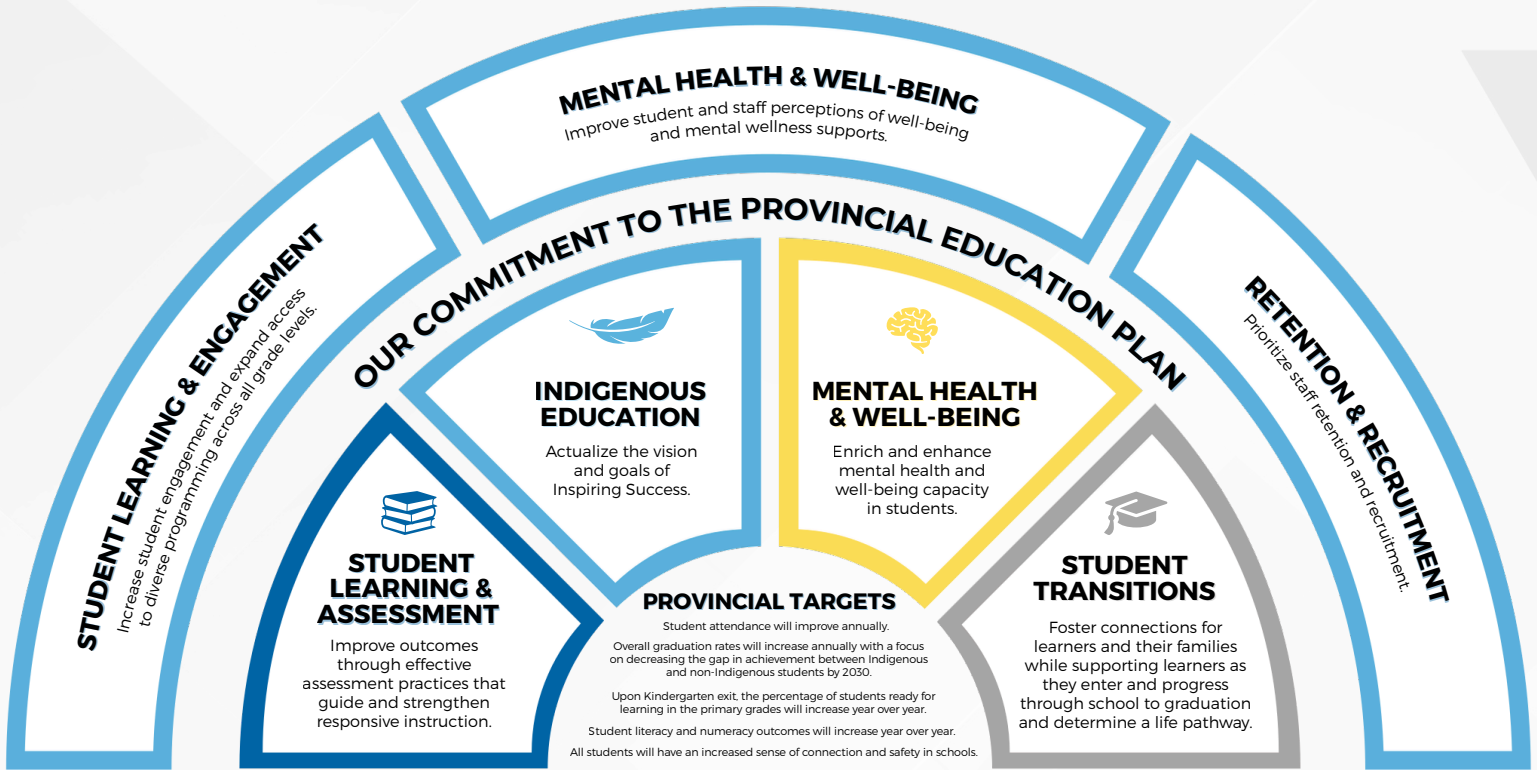 MENTAL HEALTH & WELL-BEING
Improve student and staff perceptions of well-being
and mental wellness supports.
STUDENT LEARNING & ENGAGEMENT
Increase student engagement and expand access
to diverse programming across all grade levels.
RETENTION & RECRUITMENT
Prioritize staff retention and recruitment.
OUR COMMITMENT TO THE PROVINCIAL EDUCATION PLAN
STUDENT
LEARNING &
ASSESSMENT
Improve outcomes
through effective
assessment practices that
guide and strengthen
responsive instruction.
INDIGENOUS
EDUCATION
Actualize the vision
and goals of
Inspiring Success.
MENTAL HEALTH
& WELL-BEING
Enrich and enhance
mental health and
well-being capacity
in students.
STUDENT
TRANSITIONS
Foster connections for
learners and their families
while supporting learners as
they enter and progress
through school to graduation
and determine a life pathway.
PROVINCIAL TARGETS
Student attendance will improve annually.
Overall graduation rates will increase annually with a focus
on decreasing the gap in achievement between Indigenous
and non-Indigenous students by 2030.
Upon Kindergarten exit, the percentage of students ready for
learning in the primary grades will increase year over year.
Student literacy and numeracy outcomes will increase year over year.
All students will have an increased sense of connection and safety in schools.